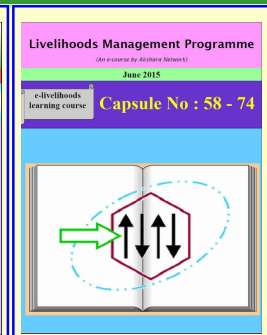 Livelihoods Management Programme
(An e-course by Akshara Network)
June 2015
e-livelihoods
learning course
Capsule No : 58 - 74